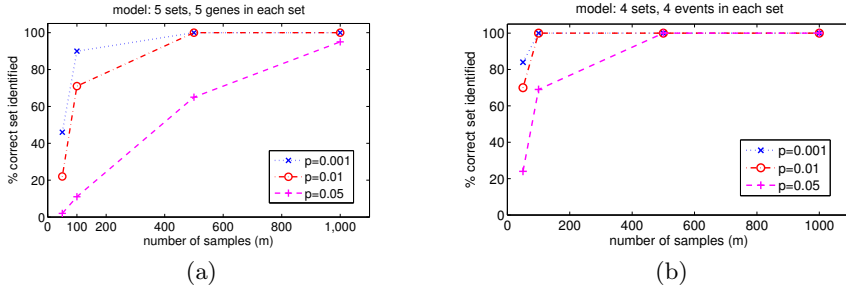 model: 5 sets, 5 genes in each set
100
80
60
40
20
0
% correct set identified
p=0.001
p=0.01
p=0.05
0 100 200 400 600 800 1,000
number of samples (m)
(a)
model: 4 sets, 4 events in each set
100
80
60
40
20
0
% correct set identified
p=0.001
p=0.01
p=0.05
0 200 400 600 800 1000
number of samples (m)
(b)